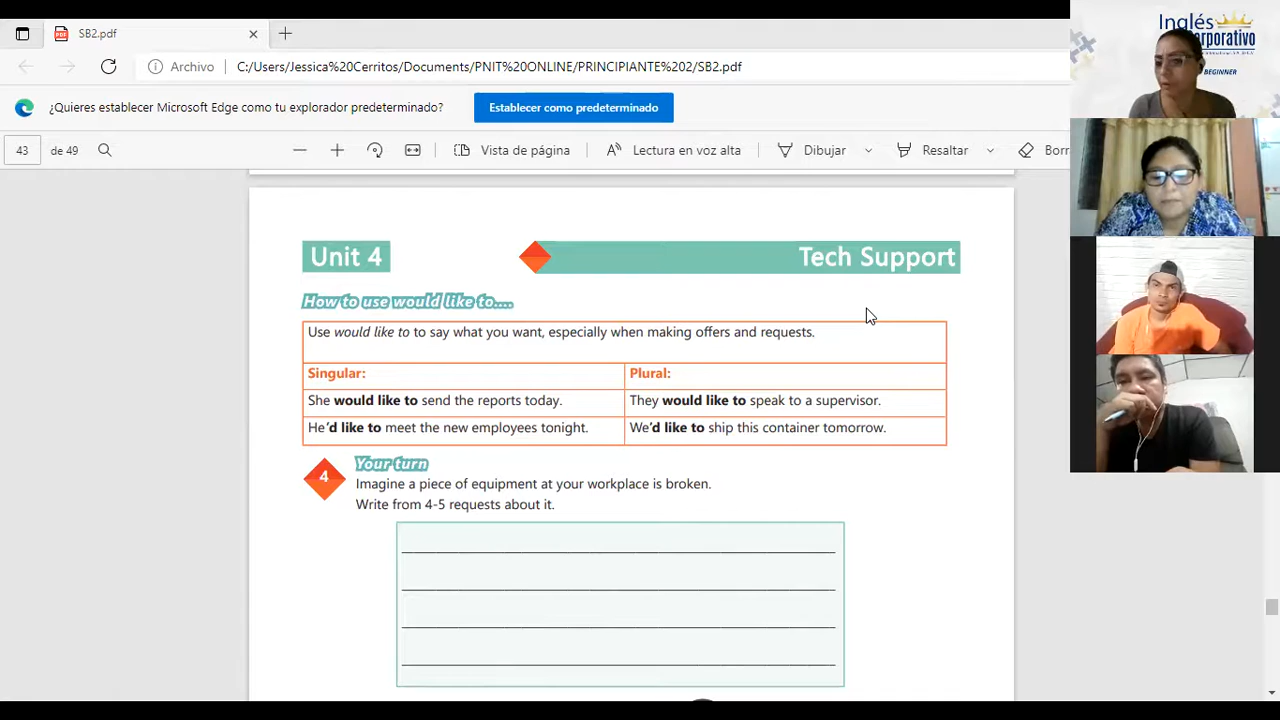 SB2.pdf
Archivo C:/Users/Jessica%20Cerritos/Documents/PNIT%20ONLINE/PRINCIPIANTE%202/SB2.pdf
¿Quieres establecer Microsoft Edge como tu explorador predeterminado? Establecer como predeterminado
43 de 49 Vista de página Lectura en voz alta Dibujar Resaltar Borr
Unit 4 Tech Support
How to use would like to....
Use would like to to say what you want, especially when making offers and requests.
Singular: Plural:
She would like to send the reports today. They would like to speak to a supervisor.
He'd like to meet the new employees tonight. We'd like to ship this container tomorrow.
4 Your turn
Imagine a piece of equipment at your workplace is broken.
Write from 4-5 requests about it.
Inglés
Corporativo
BEGINNER